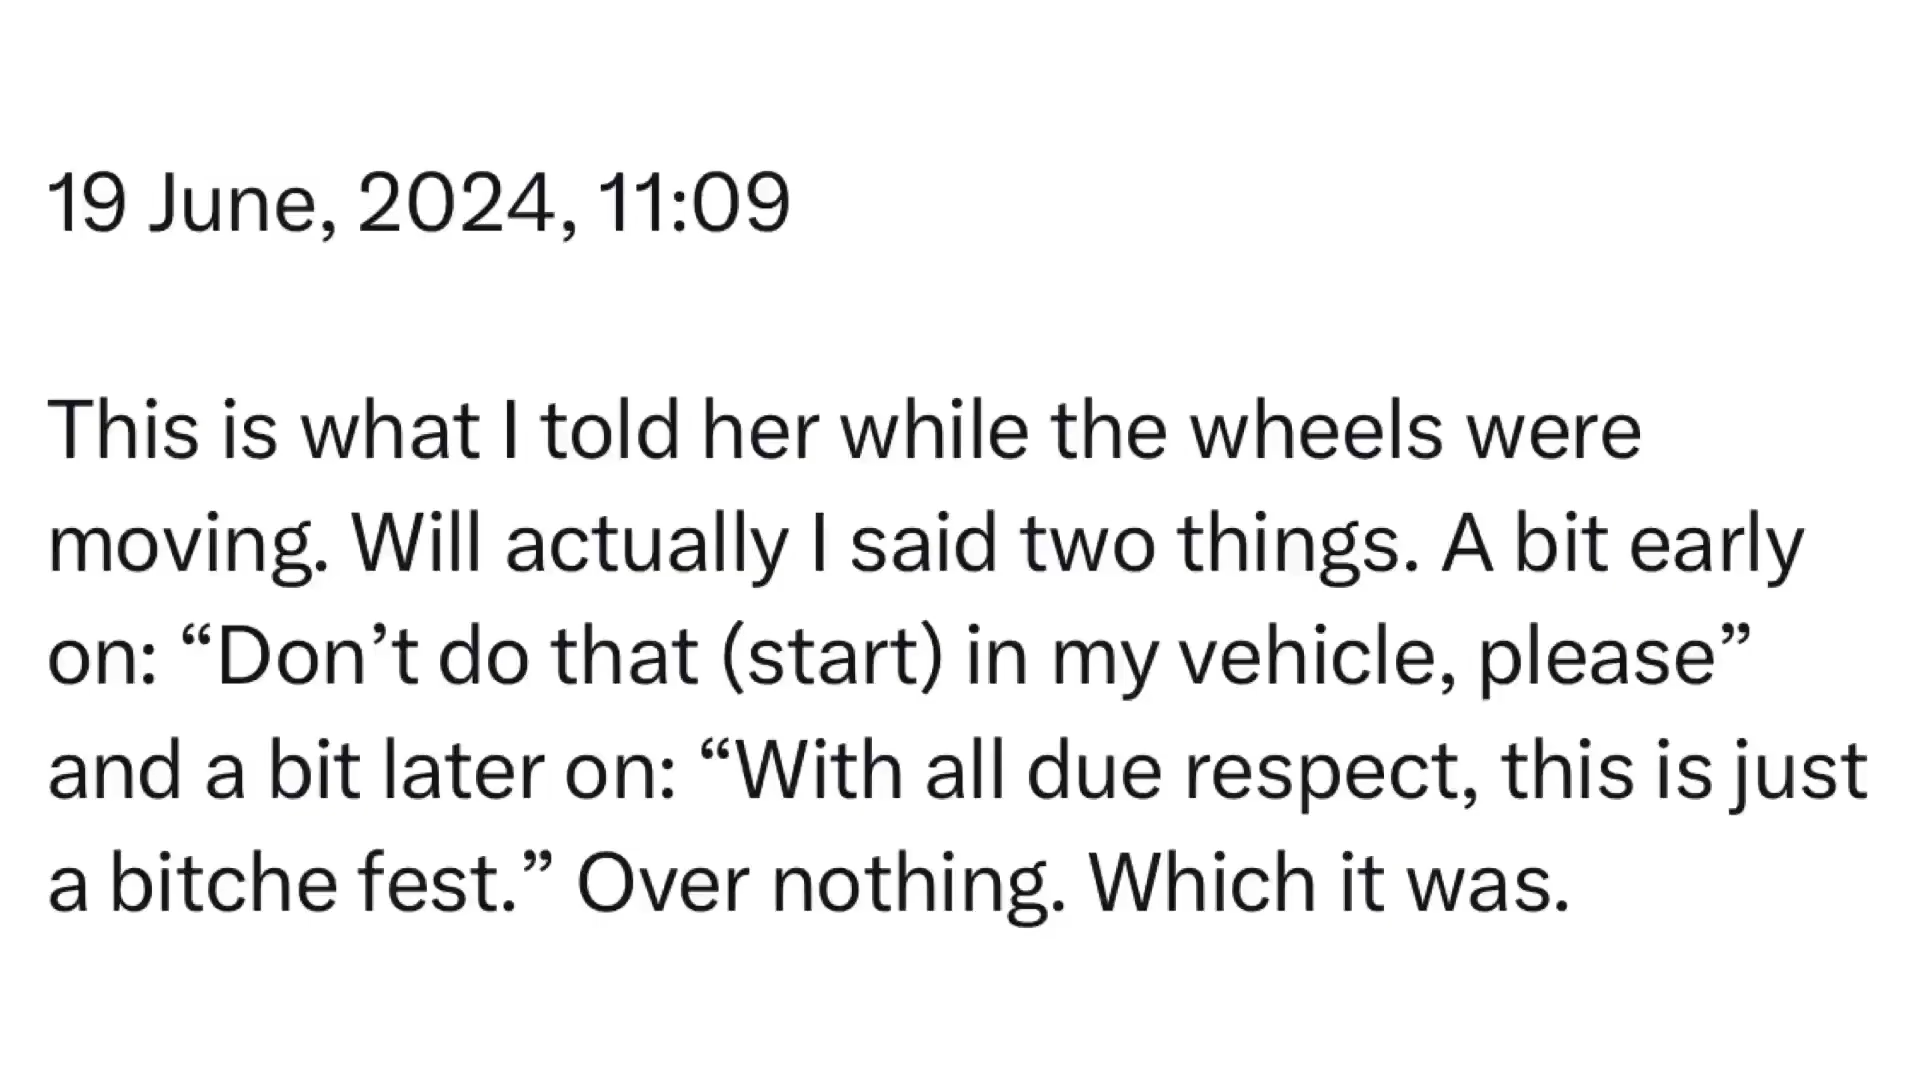 19 June, 2024, 11:09
This is what I told her while the wheels were
moving. Will actually I said two things. A bit early
on: “Don’t do that (start) in my vehicle, please”
and a bit later on: “With all due respect, this is just
a bitche fest.” Over nothing. Which it was.